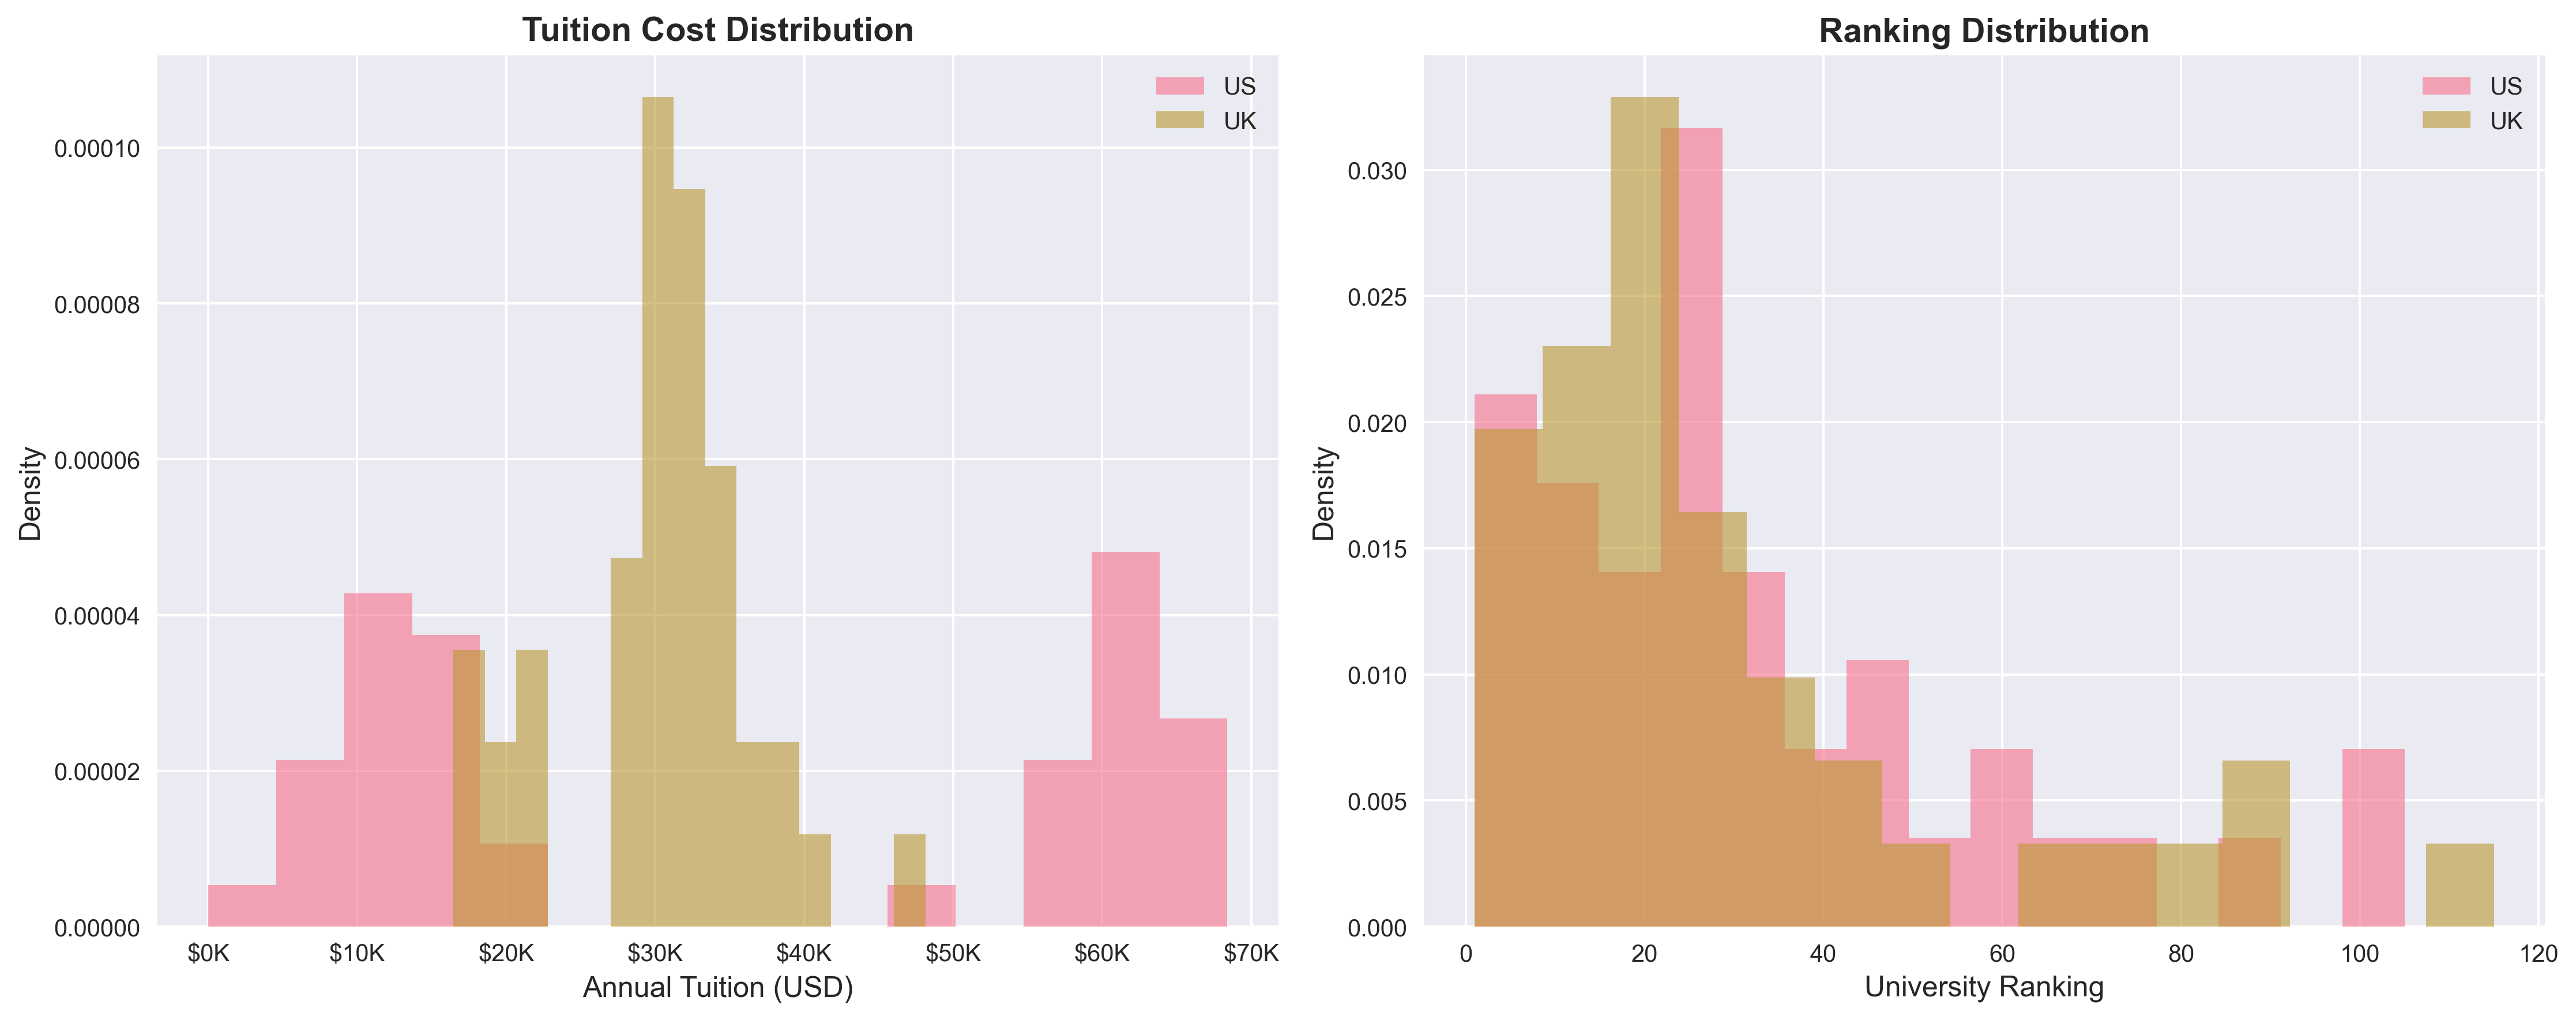 Tuition Cost Distribution
US
UK
0.00010
0.00008
0.00006
0.00004
0.00002
0.00000
Density
$0K $10K $20K $30K $40K $50K $60K $70K
Annual Tuition (USD)
Ranking Distribution
US
UK
0.030
0.025
0.020
0.015
0.010
0.005
0.000
Density
0 20 40 60 80 100 120
University Ranking